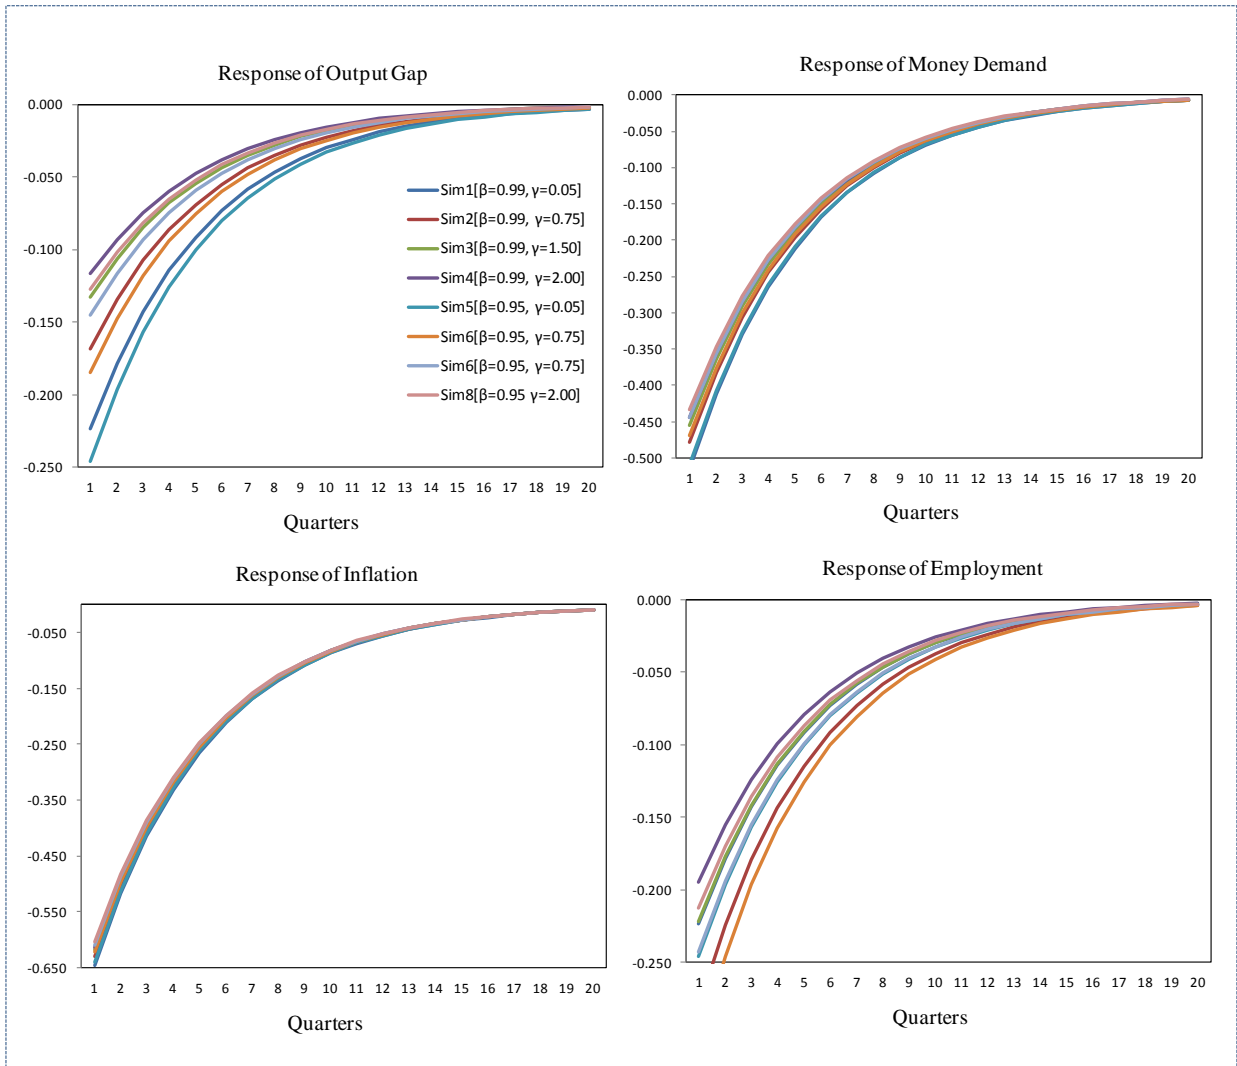 Response of Output Gap
0.000
-0.050
-0.100
-0.150
-0.200
-0.250
1 2 3 4 5 6 7 8 9 10 11 12 13 14 15 16 17 18 19 20
Quarters
Sim1[β=0.99, γ=0.05]
Sim2[β=0.99, γ=0.75]
Sim3[β=0.99, γ=1.50]
Sim4[β=0.99, γ=2.00]
Sim5[β=0.95, γ=0.05]
Sim6[β=0.95, γ=0.75]
Sim6[β=0.95, γ=0.75]
Sim8[β=0.95 γ=2.00]
Response of Money Demand
0.000
-0.050
-0.100
-0.150
-0.200
-0.250
-0.300
-0.350
-0.400
-0.450
-0.500
1 2 3 4 5 6 7 8 9 10 11 12 13 14 15 16 17 18 19 20
Quarters
Response of Inflation
-0.050
-0.150
-0.250
-0.350
-0.450
-0.550
-0.650
1 2 3 4 5 6 7 8 9 10 11 12 13 14 15 16 17 18 19 20
Quarters
Response of Employment
0.000
-0.050
-0.100
-0.150
-0.200
-0.250
1 2 3 4 5 6 7 8 9 10 11 12 13 14 15 16 17 18 19 20
Quarters